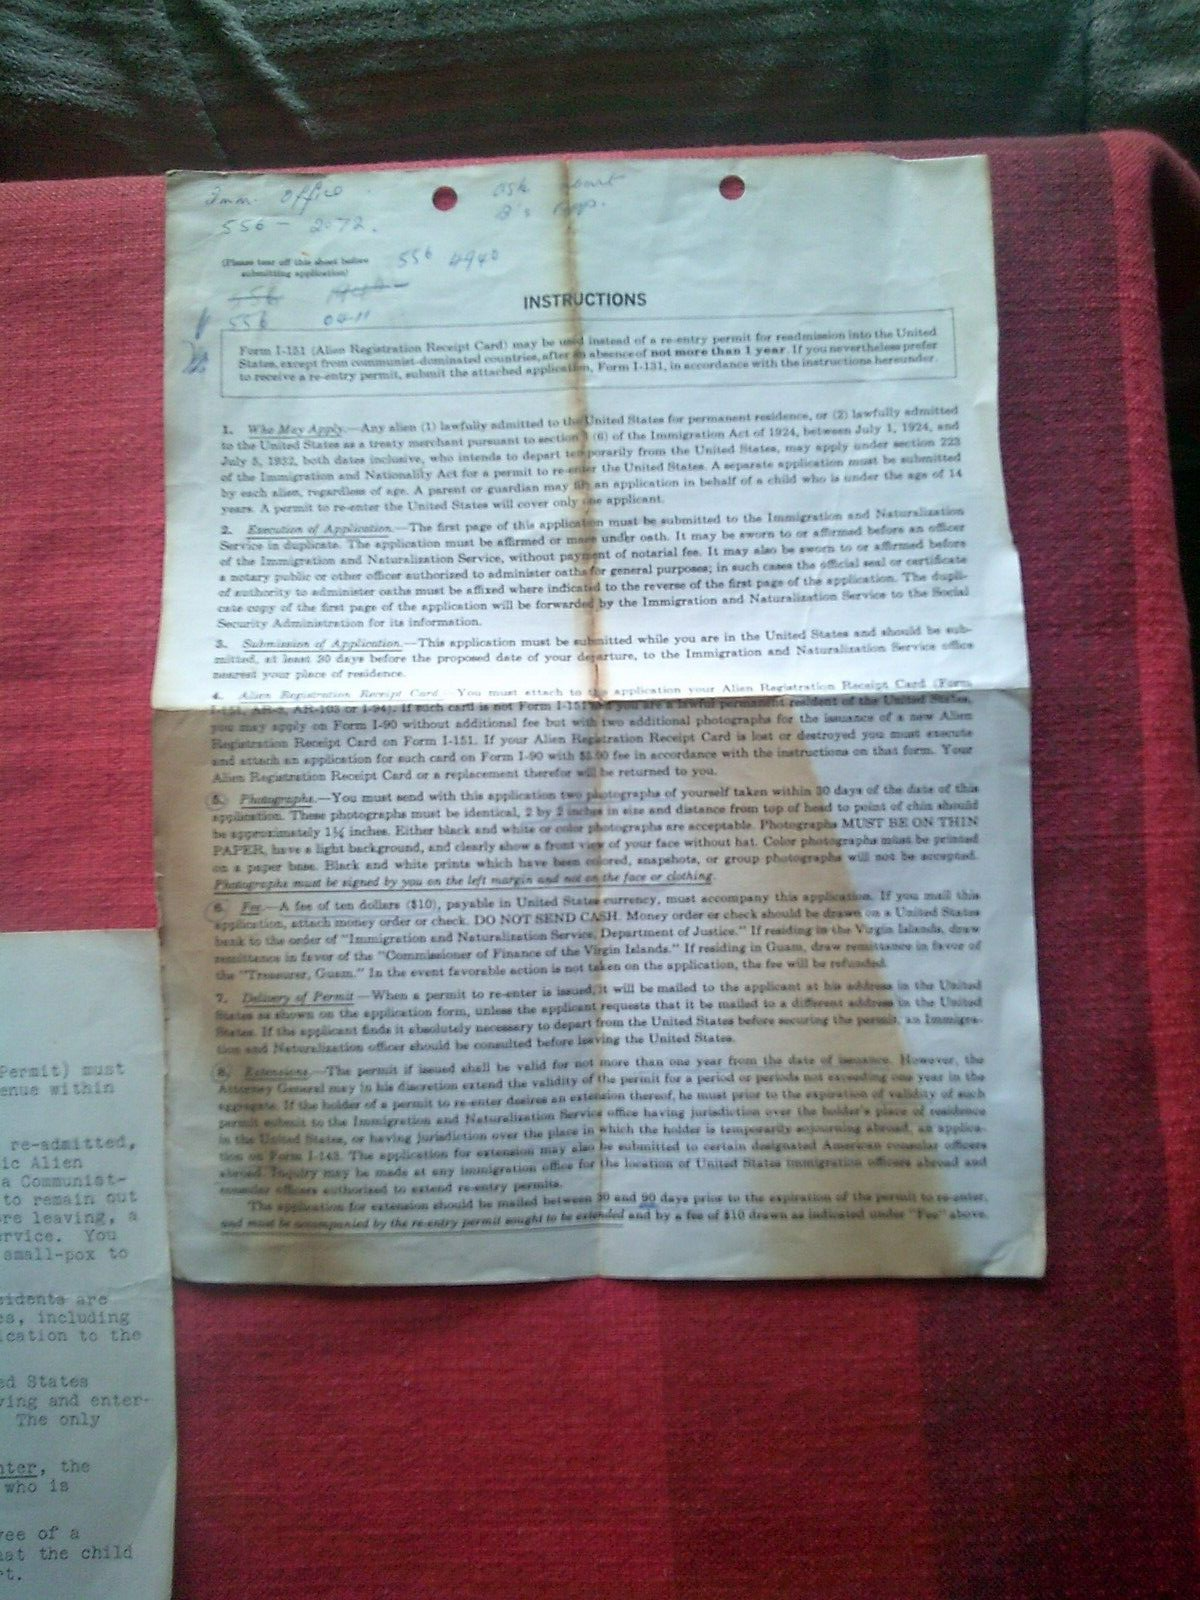 Imm. Office
ask about
556 - 2072.
B's App.
(Please tear off this sheet before
submitting application)
556 4940
556
556 0411
INSTRUCTIONS
Form I-151 (Alien Registration Receipt Card) may be used instead of a re-entry permit for readmission into the United
States, except from communist-dominated countries, after an absence of not more than 1 year. If you nevertheless prefer
to receive a re-entry permit, submit the attached application, Form I-131, in accordance with the instructions hereunder.
1. Who May Apply.—Any alien (1) lawfully admitted to the United States for permanent residence, or (2) lawfully admitted
to the United States as a treaty merchant pursuant to section 3 (6) of the Immigration Act of 1924, between July 1, 1924, and
July 5, 1932, both dates inclusive, who intends to depart temporarily from the United States, may apply under section 223
of the Immigration and Nationality Act for a permit to re-enter the United States. A separate application must be submitted
by each alien, regardless of age. A parent or guardian may file an application in behalf of a child who is under the age of 14
years. A permit to re-enter the United States will cover only one applicant.
2. Execution of Application.—The first page of this application must be submitted to the Immigration and Naturalization
Service in duplicate. The application must be affirmed or made under oath. It may be sworn to or affirmed before an officer
of the Immigration and Naturalization Service, without payment of notarial fee. It may also be sworn to or affirmed before
a notary public or other officer authorized to administer oaths for general purposes; in such cases the official seal or certificate
of authority to administer oaths must be affixed where indicated to the reverse of the first page of the application. The dupli-
cate copy of the first page of the application will be forwarded by the Immigration and Naturalization Service to the Social
Security Administration for its information.
3. Submission of Application.—This application must be submitted while you are in the United States and should be sub-
mitted, at least 30 days before the proposed date of your departure, to the Immigration and Naturalization Service office
nearest your place of residence.
4. Alien Registration Receipt Card.—You must attach to the application your Alien Registration Receipt Card (Form
I-151, AR-3, AR-103 or I-94). If such card is not Form I-151 and you are a lawful permanent resident of the United States,
you may apply on Form I-90 without additional fee but with two additional photographs for the issuance of a new Alien
Registration Receipt Card on Form I-151. If your Alien Registration Receipt Card is lost or destroyed you must execute
and attach an application for such card on Form I-90 with $5.00 fee in accordance with the instructions on that form. Your
Alien Registration Receipt Card or a replacement therefor will be returned to you.
5. Photographs.—You must send with this application two photographs of yourself taken within 30 days of the date of this
application. These photographs must be identical, 2 by 2 inches in size and distance from top of head to point of chin should
be approximately 1¼ inches. Either black and white or color photographs are acceptable. Photographs MUST BE ON THIN
PAPER, have a light background, and clearly show a front view of your face without hat. Color photographs must be printed
on a paper base. Black and white prints which have been colored, snapshots, or group photographs will not be accepted.
Photographs must be signed by you on the left margin and not on the face or clothing.
6. Fee.—A fee of ten dollars ($10), payable in United States currency, must accompany this application. If you mail this
application, attach money order or check. DO NOT SEND CASH. Money order or check should be drawn on a United States
bank to the order of "Immigration and Naturalization Service, Department of Justice." If residing in the Virgin Islands, draw
remittance in favor of the "Commissioner of Finance of the Virgin Islands." If residing in Guam, draw remittance in favor of
the "Treasurer, Guam." In the event favorable action is not taken on the application, the fee will be refunded.
7. Delivery of Permit.—When a permit to re-enter is issued, it will be mailed to the applicant at his address in the United
States as shown on the application form, unless the applicant requests that it be mailed to a different address in the United
States. If the applicant finds it absolutely necessary to depart from the United States before securing the permit, an Immigra-
tion and Naturalization officer should be consulted before leaving the United States.
8. Extensions.—The permit if issued shall be valid for not more than one year from the date of issuance. However, the
Attorney General may in his discretion extend the validity of the permit for a period or periods not exceeding one year in the
aggregate. If the holder of a permit to re-enter desires an extension thereof, he must prior to the expiration of validity of such
permit submit to the Immigration and Naturalization Service office having jurisdiction over the holder's place of residence
in the United States, or having jurisdiction over the place in which the holder is temporarily sojourning abroad, an applica-
tion on Form I-143. The application for extension may also be submitted to certain designated American consular officers
abroad. Inquiry may be made at any immigration office for the location of United States immigration officers abroad and
consular officers authorized to extend re-entry permits.
The application for extension should be mailed between 30 and 90 days prior to the expiration of the permit to re-enter,
and must be accompanied by the re-entry permit sought to be extended and by a fee of $10 drawn as indicated under "Fee" above.
Permit) must
enue within
re-admitted,
ic Alien
a Communist-
to remain out
re leaving, a
rvice. You
small-pox to
sidents are
es, including
ication to the
ed States
ving and enter-
The only
nter, the
who is
ree of a
hat the child
rt.